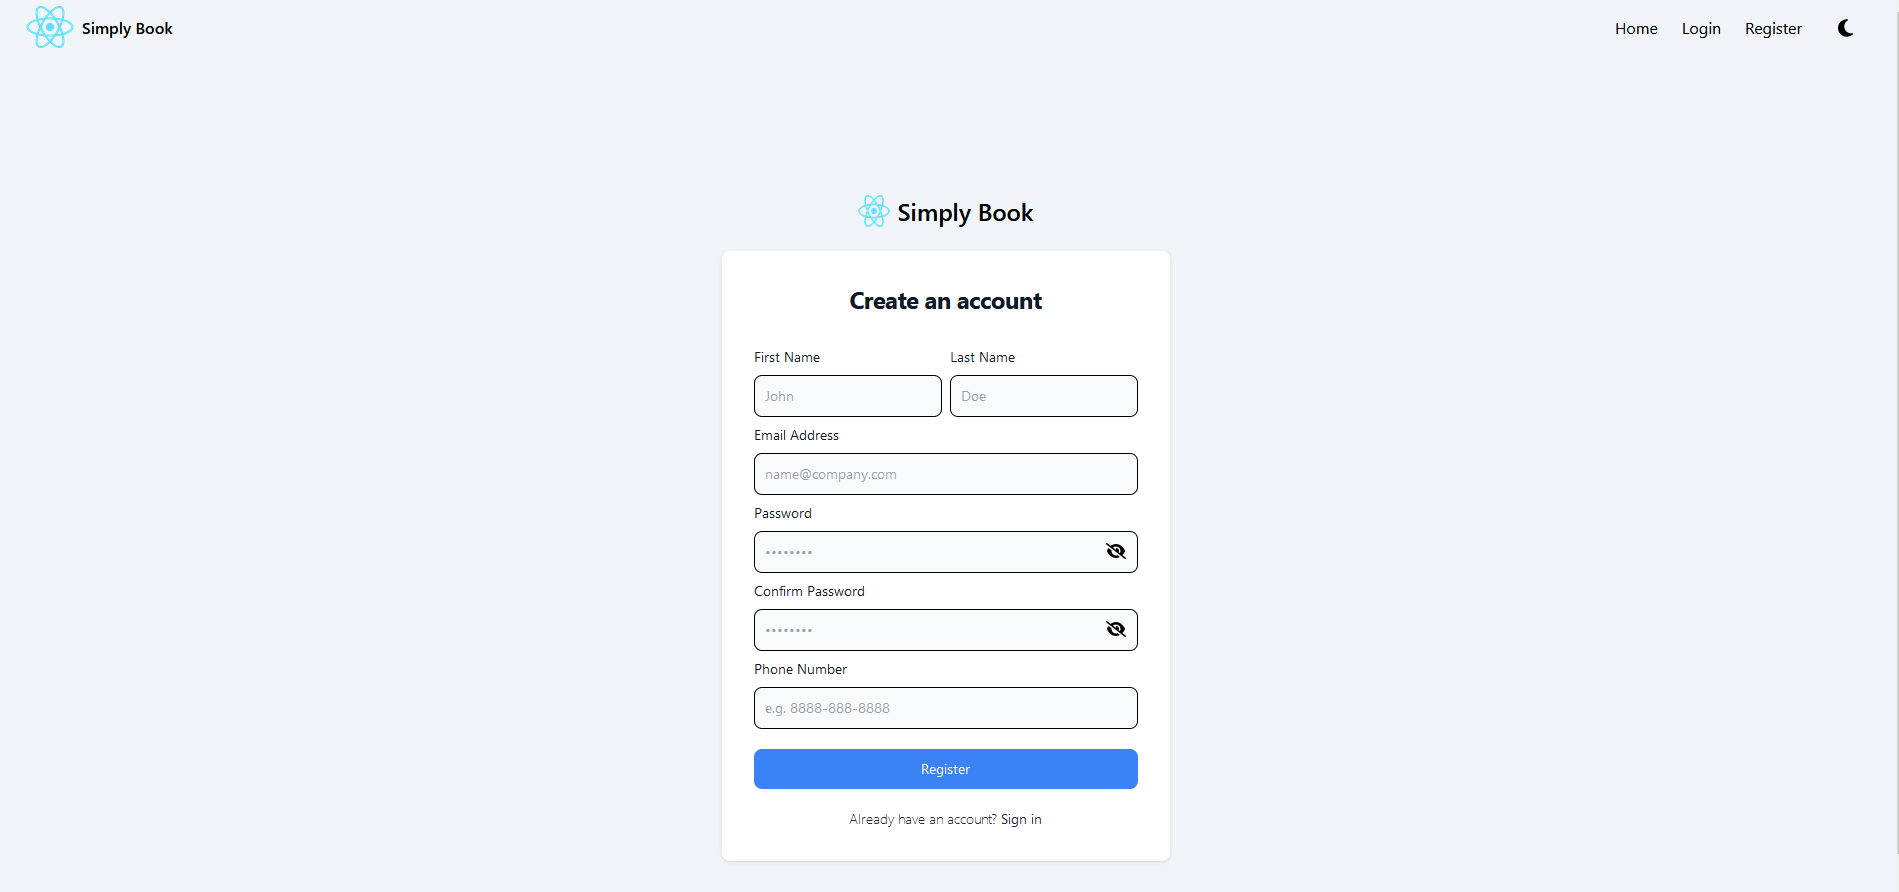 Simply Book
Home Login Register
Simply Book
Create an account
First Name Last Name
John Doe
Email Address
name@company.com
Password
••••••••
Confirm Password
••••••••
Phone Number
e.g. 8888-888-8888
Register
Already have an account? Sign in